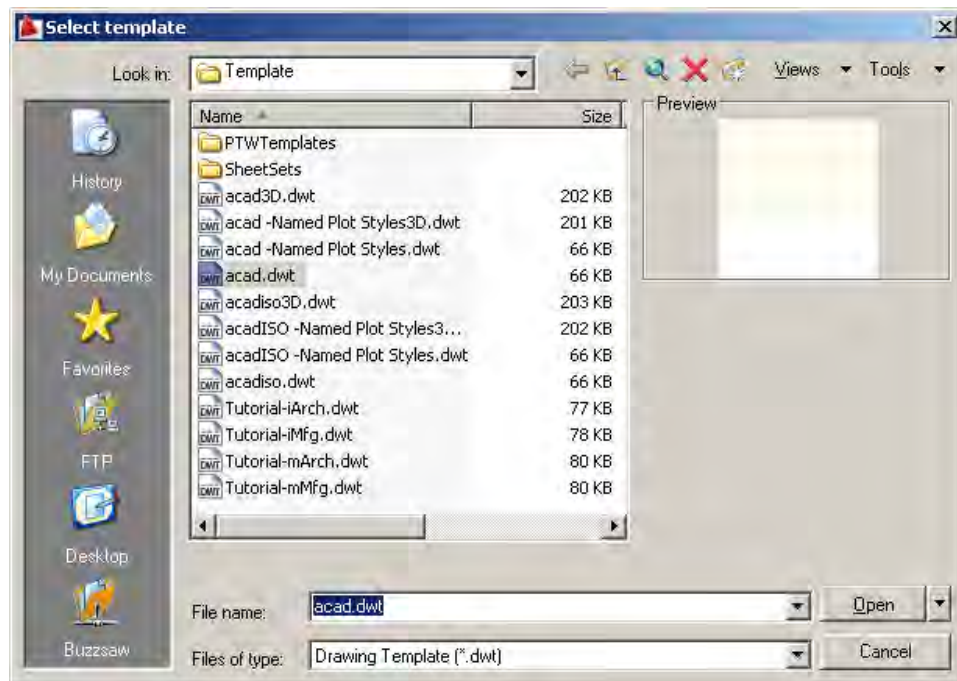 Select template
Look in: Template Views Tools
Name Size Preview
PTWTemplates
SheetSets
acad3D.dwt 202 KB
acad -Named Plot Styles3D.dwt 201 KB
acad -Named Plot Styles.dwt 66 KB
acad.dwt 66 KB
acadiso3D.dwt 203 KB
acadISO -Named Plot Styles3... 202 KB
acadISO -Named Plot Styles.dwt 66 KB
acadiso.dwt 66 KB
Tutorial-iArch.dwt 77 KB
Tutorial-iMfg.dwt 78 KB
Tutorial-mArch.dwt 80 KB
Tutorial-mMfg.dwt 80 KB
History
My Documents
Favorites
FTP
Desktop
Buzzsaw
File name: acad.dwt Open
Files of type: Drawing Template (*.dwt) Cancel